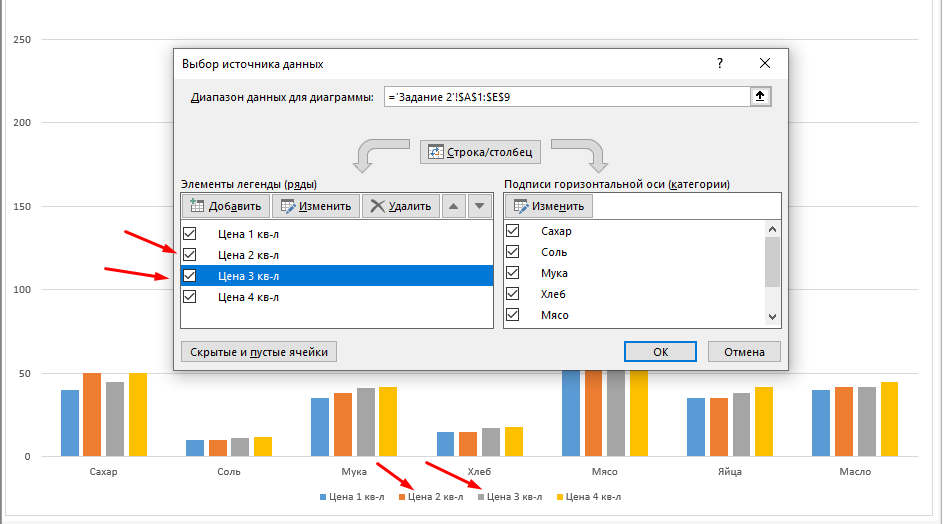 250
Выбор источника данных ?
Диапазон данных для диаграммы: ='Задание 2'!$A$1:$E$9
200
Строка/столбец
Элементы легенды (ряды) Подписи горизонтальной оси (категории)
150
Добавить Изменить Удалить Изменить
Цена 1 кв-л Сахар
Цена 2 кв-л Соль
Цена 3 кв-л Мука
100
Цена 4 кв-л Хлеб
Мясо
Скрытые и пустые ячейки ОК Отмена
50
0
Сахар Соль Мука Хлеб Мясо Яйца Масло
Цена 1 кв-л Цена 2 кв-л Цена 3 кв-л Цена 4 кв-л